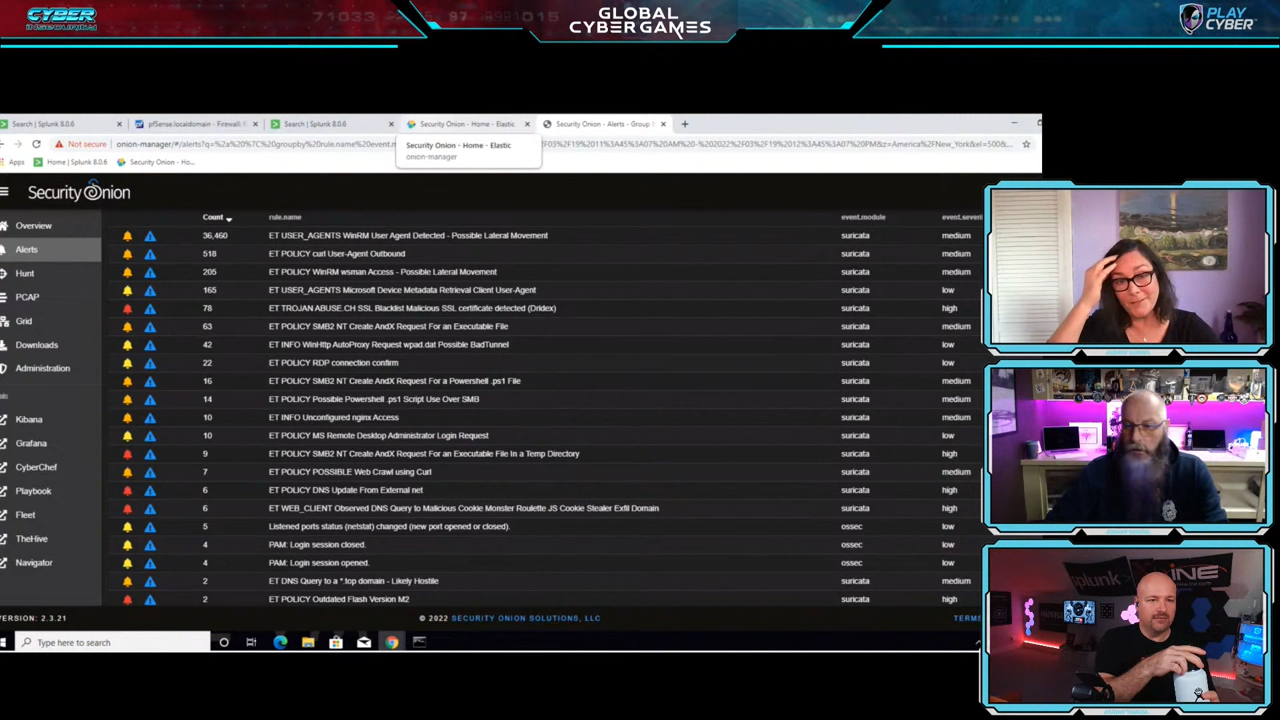 CYBER
INSECURITY
GLOBAL
CYBER GAMES
PLAY
CYBER
Search | Splunk 8.0.6
pfSense.localdomain - Firewall: F
Search | Splunk 8.0.6
Security Onion - Home - Elastic
Security Onion - Alerts - Group
Not secure
Security Onion - Home - Elastic
onion-manager
Apps
Home | Splunk 8.0.6
Security Onion - Ho...
Security Onion
Overview
Alerts
Hunt
PCAP
Grid
Downloads
Administration
Kibana
Grafana
CyberChef
Playbook
Fleet
TheHive
Navigator
Count rule.name event.module
36,460 ET USER_AGENTS WinRM User Agent Detected - Possible Lateral Movement suricata medium
518 ET POLICY curl User-Agent Outbound suricata medium
205 ET POLICY WinRM wsman Access - Possible Lateral Movement suricata medium
165 ET USER_AGENTS Microsoft Device Metadata Retrieval Client User-Agent suricata low
78 ET TROJAN ABUSE.CH SSL Blacklist Malicious SSL certificate detected (Dridex) suricata high
63 ET POLICY SMB2 NT Create AndX Request For an Executable File suricata medium
42 ET INFO WinHttp AutoProxy Request wpad.dat Possible BadTunnel suricata low
22 ET POLICY RDP connection confirm suricata low
16 ET POLICY SMB2 NT Create AndX Request For a Powershell .ps1 File suricata medium
14 ET POLICY Possible Powershell .ps1 Script Use Over SMB suricata medium
10 ET INFO Unconfigured nginx Access suricata medium
10 ET POLICY MS Remote Desktop Administrator Login Request suricata low
9 ET POLICY SMB2 NT Create AndX Request For an Executable File In a Temp Directory suricata high
7 ET POLICY POSSIBLE Web Crawl using Curl suricata medium
6 ET POLICY DNS Update From External net suricata high
6 ET WEB_CLIENT Observed DNS Query to Malicious Cookie Monster Roulette JS Cookie Stealer Exfil Domain suricata high
5 Listened ports status (netstat) changed (new port opened or closed). ossec low
4 PAM: Login session closed. ossec low
4 PAM: Login session opened. ossec low
2 ET DNS Query to a *.top domain - Likely Hostile suricata medium
2 ET POLICY Outdated Flash Version M2 suricata high
VERSION: 2.3.21 © 2022 SECURITY ONION SOLUTIONS, LLC TERMS
Type here to search
splunk
INE